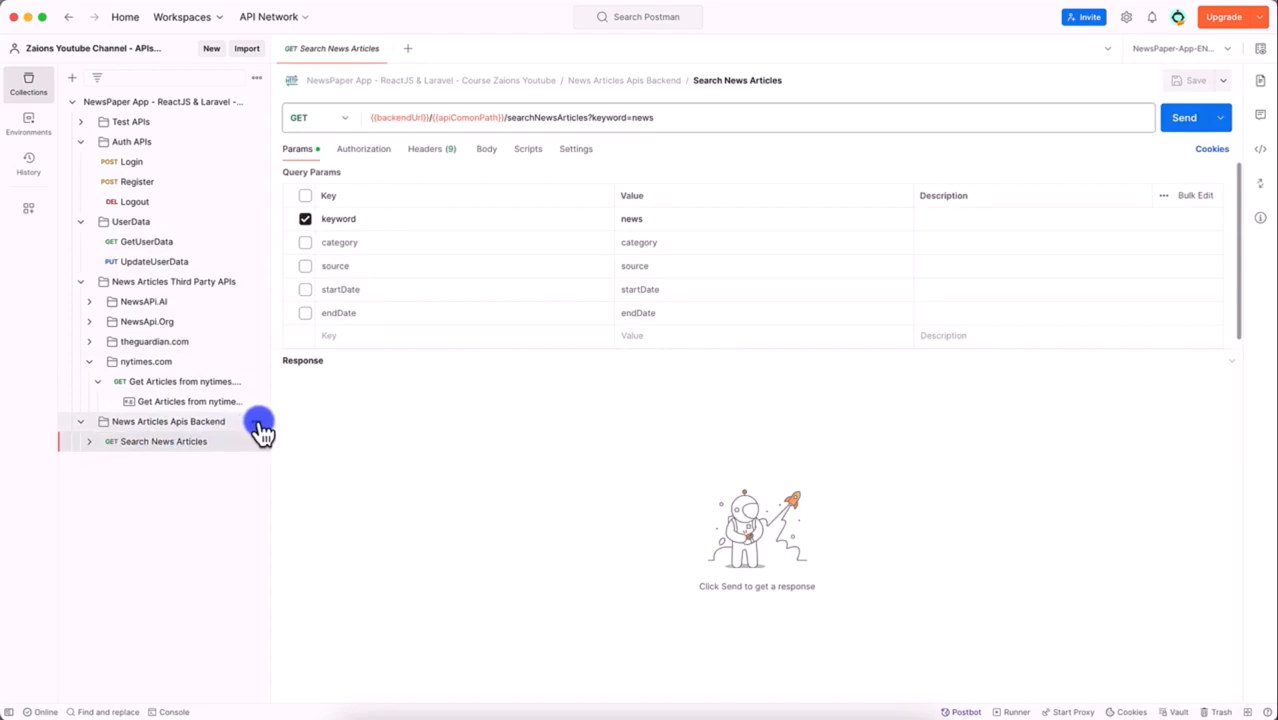 Home Workspaces API Network Search Postman Invite Upgrade
Zaions Youtube Channel - APIs... New Import GET Search News Articles NewsPaper-App-EN...
Collections
Environments
History
NewsPaper App - ReactJS & Laravel -...
Test APIs
Auth APIs
POST Login
POST Register
DEL Logout
UserData
GET GetUserData
PUT UpdateUserData
News Articles Third Party APIs
NewsAPi.AI
NewsApi.Org
theguardian.com
nytimes.com
GET Get Articles from nytimes....
Get Articles from nytime...
News Articles Apis Backend
GET Search News Articles
NewsPaper App - ReactJS & Laravel - Course Zaions Youtube / News Articles Apis Backend / Search News Articles Save
GET {{backendUrl}}/{{apiComonPath}}/searchNewsArticles?keyword=news Send
Params Authorization Headers (9) Body Scripts Settings Cookies
Query Params
Key Value Description Bulk Edit
keyword news
category category
source source
startDate startDate
endDate endDate
Key Value Description
Response
Click Send to get a response
Online Find and replace Console Postbot Runner Start Proxy Cookies Vault Trash